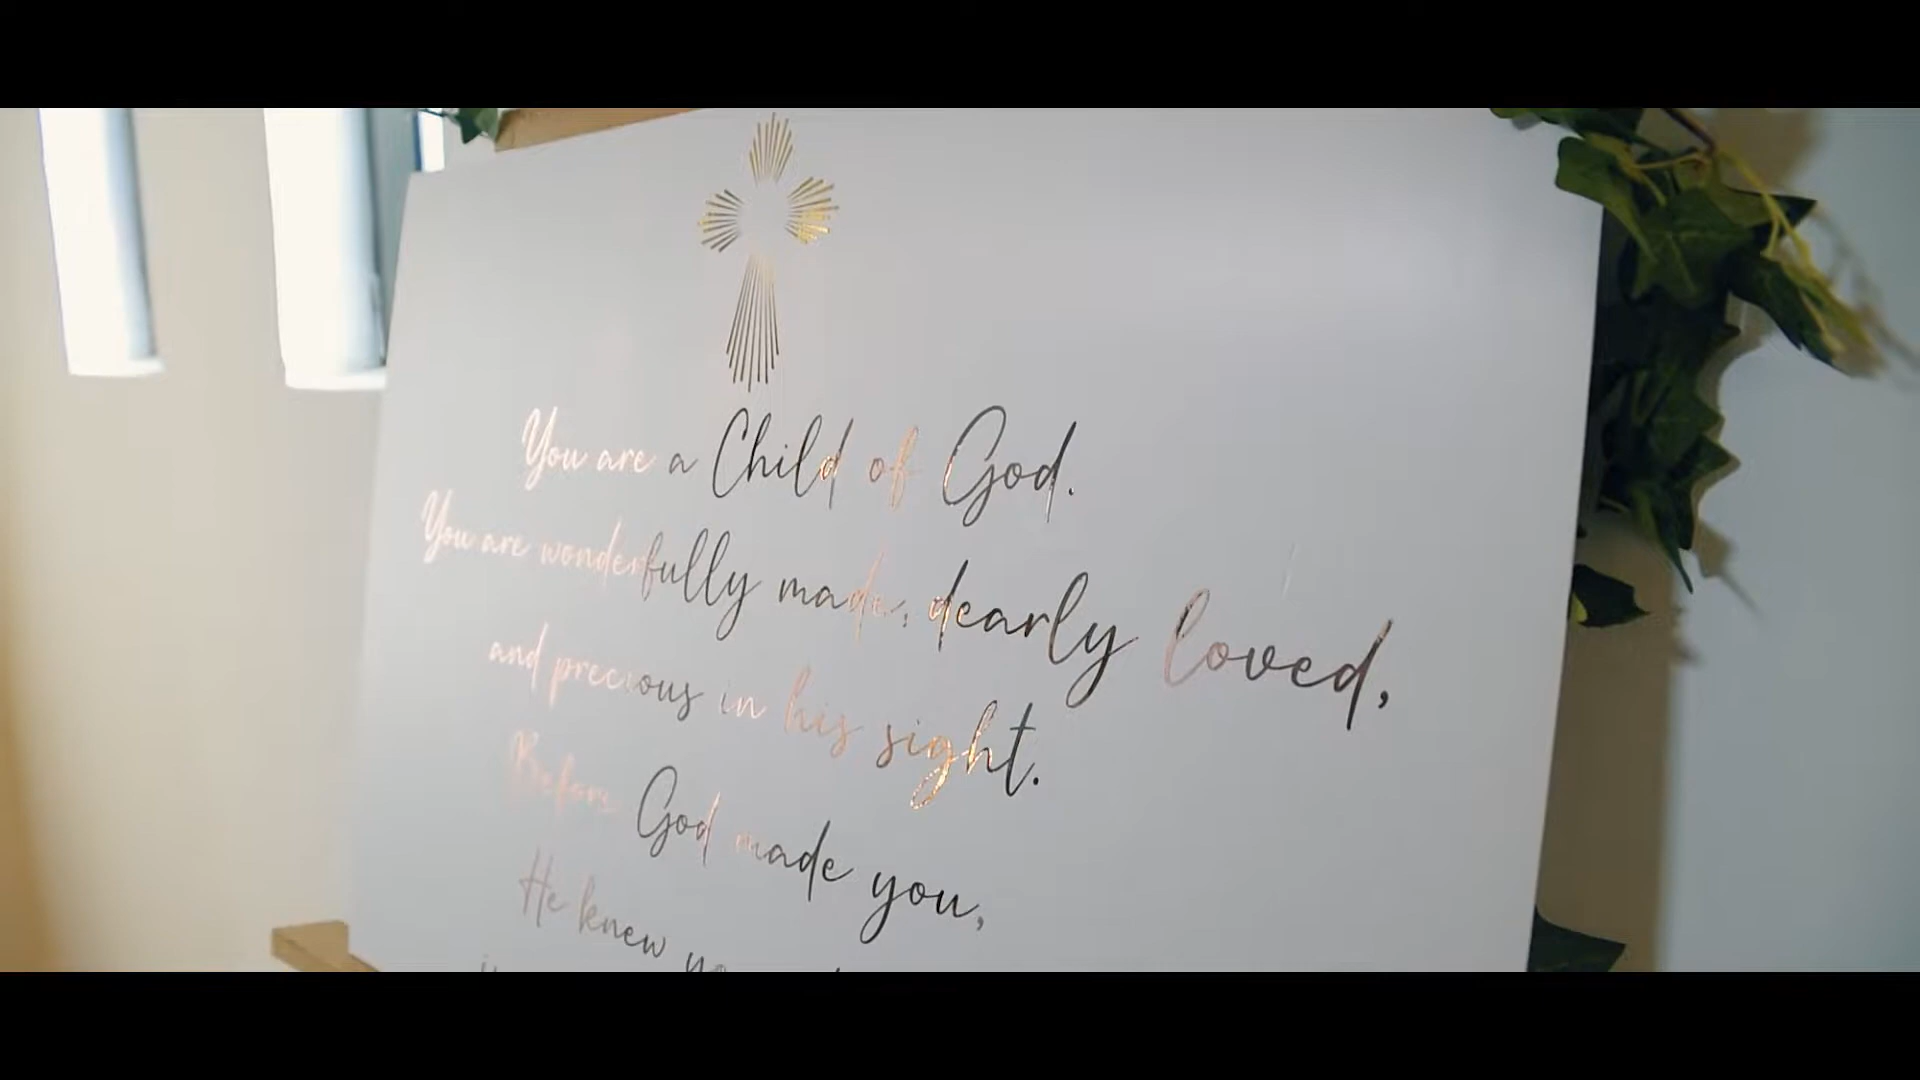 You are a Child of God.
You are wonderfully made, dearly loved,
and precious in his sight.
Before God made you,
He knew